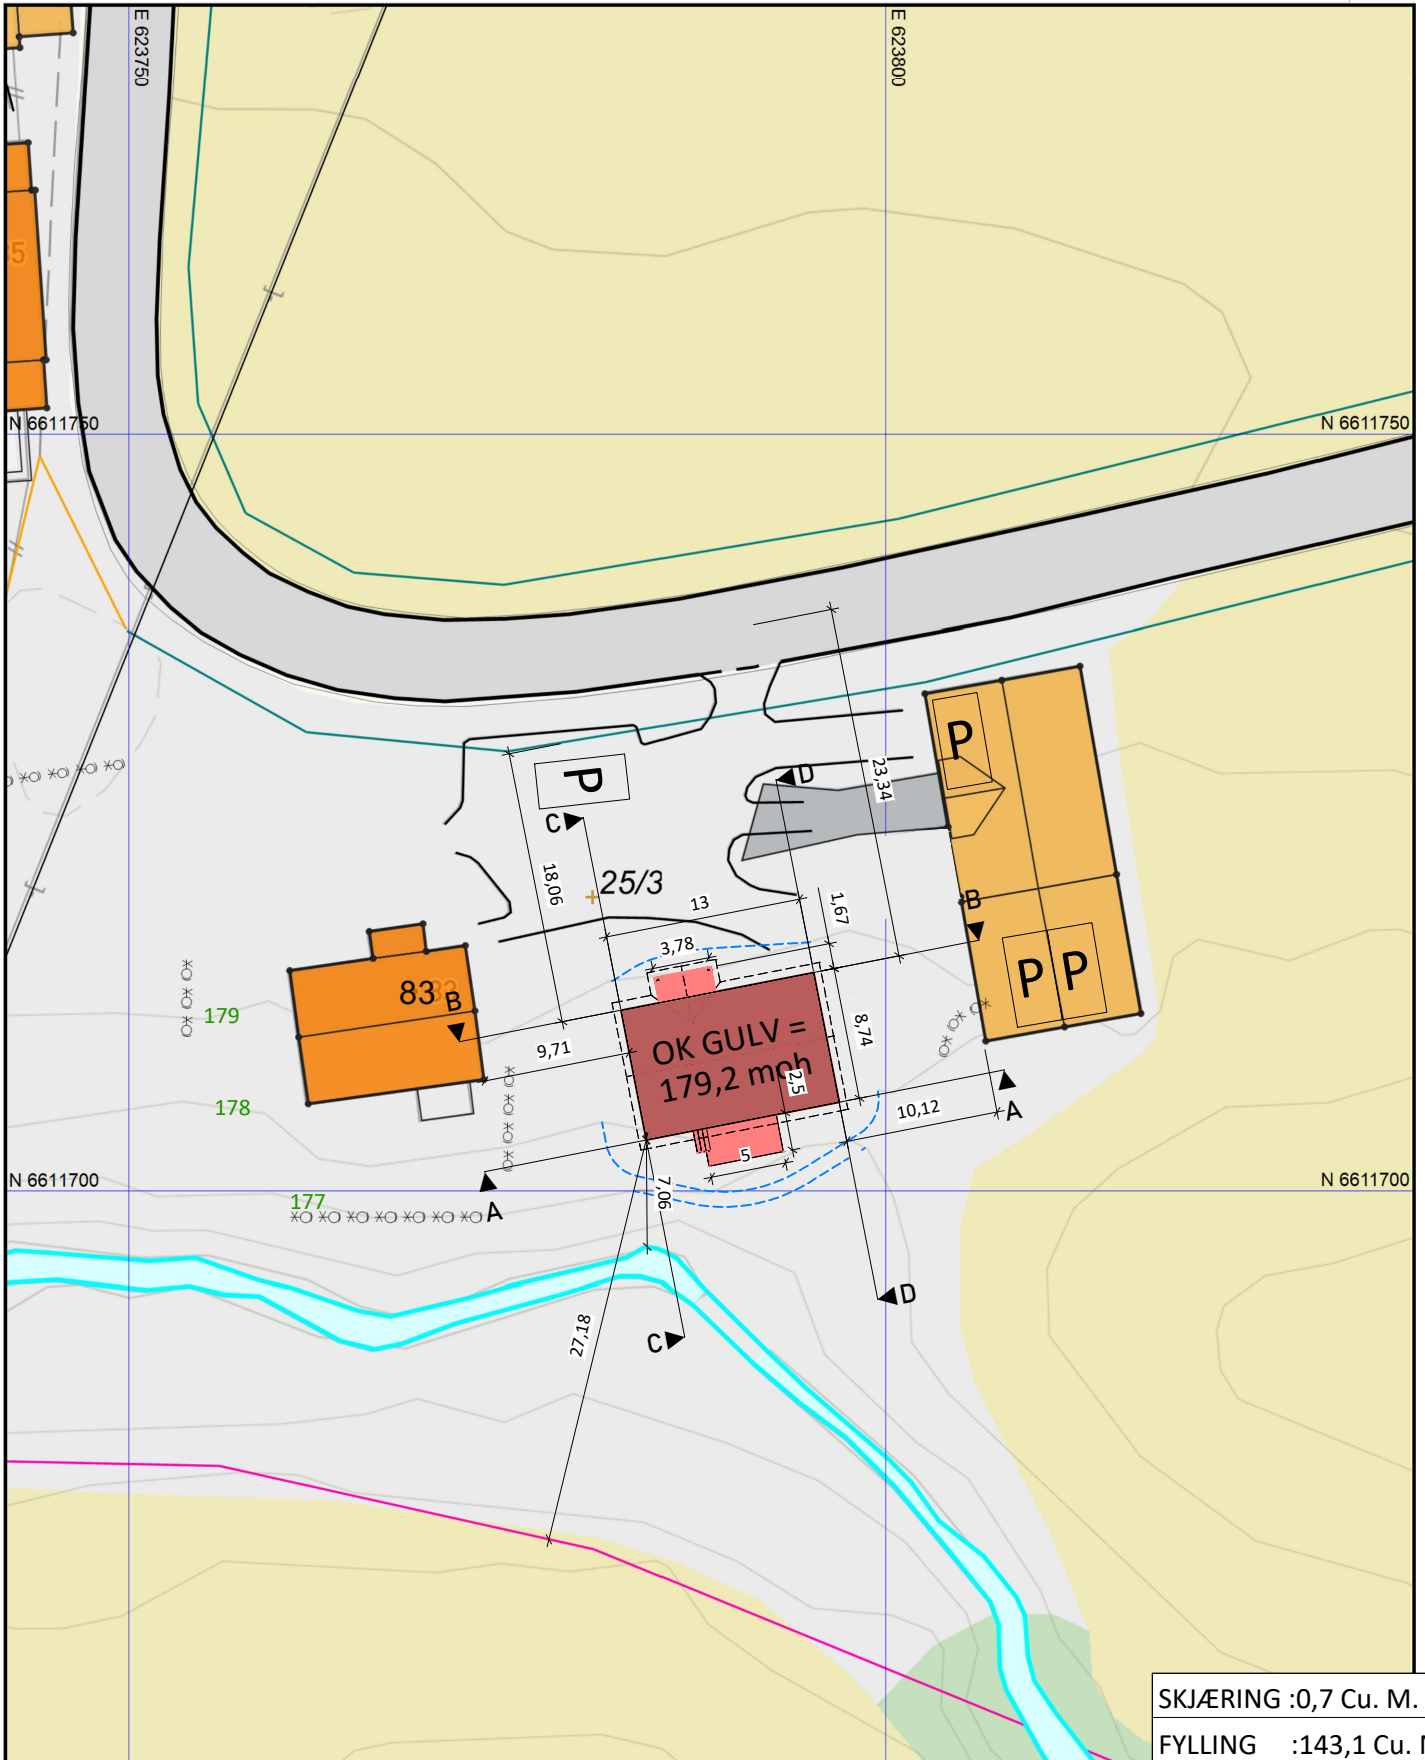 E 623750
E 623800
35
N 6611750
N 6611750
P
P
D
23,34
C
18,06
25/3
13
1,67
B
3,78
P P
83
B
179
OK GULV =
179,2 moh
8,74
9,71
2,5
178
10,12
A
5
N 6611700
N 6611700
177
7,06
A
D
27,18
C
SKJÆRING :0,7 Cu. M.
FYLLING :143,1 Cu.